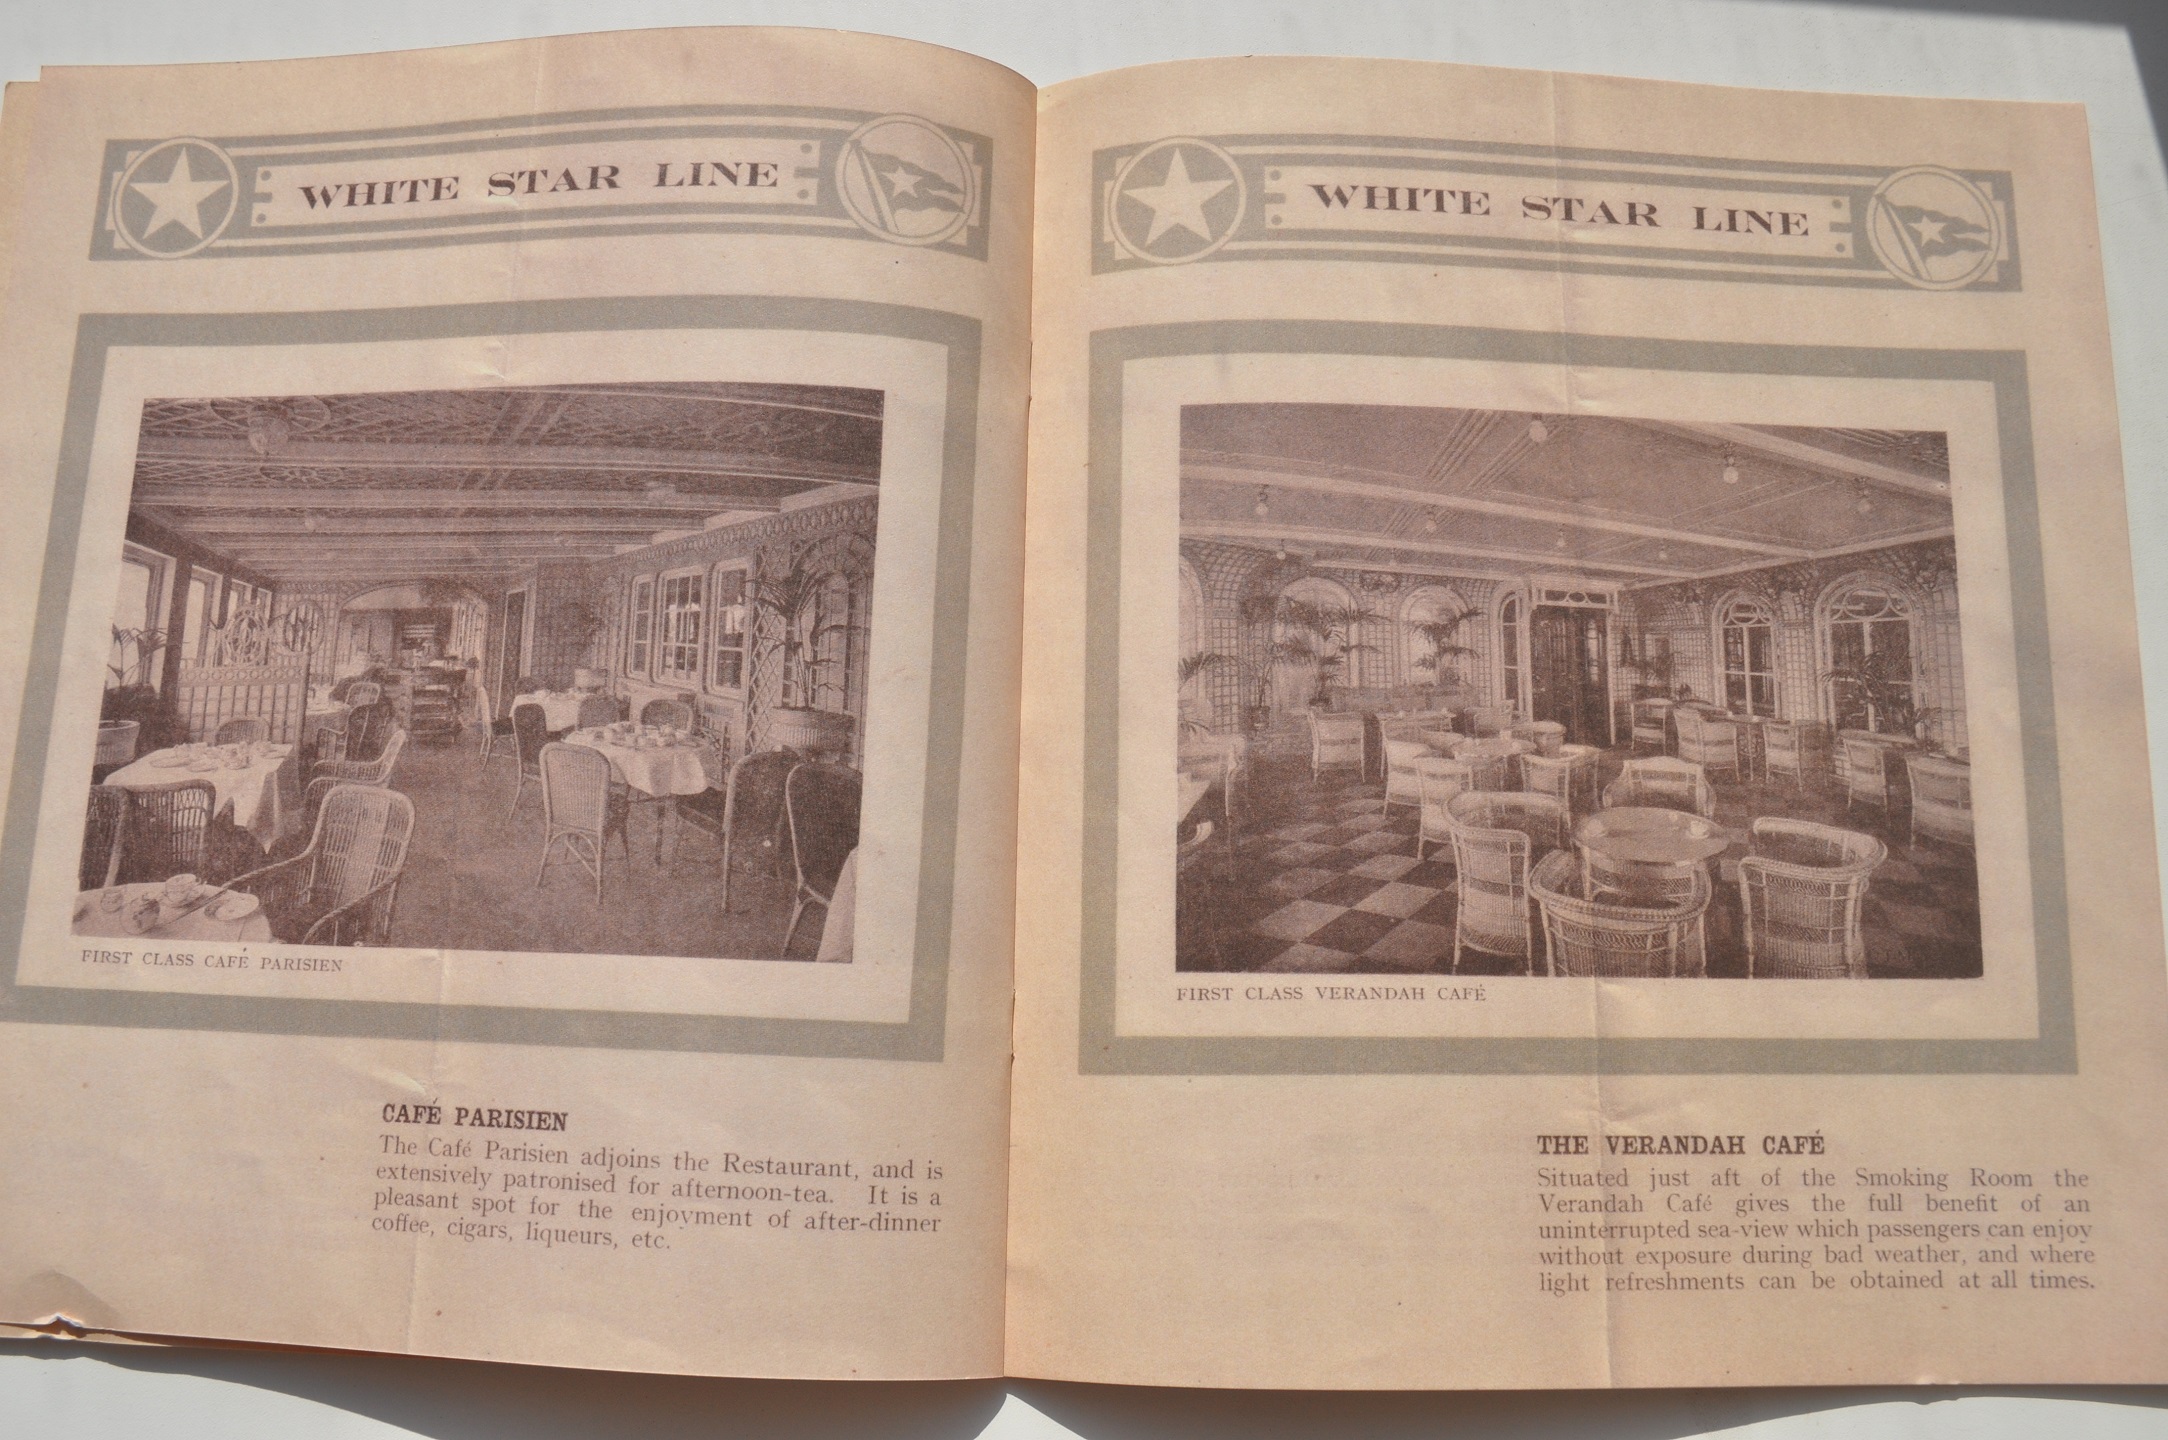 WHITE STAR LINE
FIRST CLASS CAFÉ PARISIEN
CAFÉ PARISIEN
The Café Parisien adjoins the Restaurant, and is
extensively patronised for afternoon-tea. It is a
pleasant spot for the enjoyment of after-dinner
coffee, cigars, liqueurs, etc.
WHITE STAR LINE
FIRST CLASS VERANDAH CAFÉ
THE VERANDAH CAFÉ
Situated just aft of the Smoking Room the
Verandah Café gives the full benefit of an
uninterrupted sea-view which passengers can enjoy
without exposure during bad weather, and where
light refreshments can be obtained at all times.